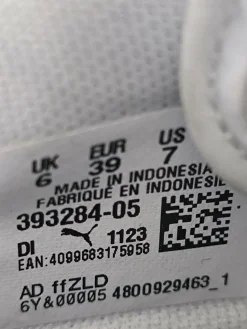 UK EUR US
6 39 7
MADE IN INDONESIA
FABRIQUÉ EN INDONESIE
393284-05
DI 1123
EAN:4099683175958
AD ffZLD
6Y&00005 4800929463_1